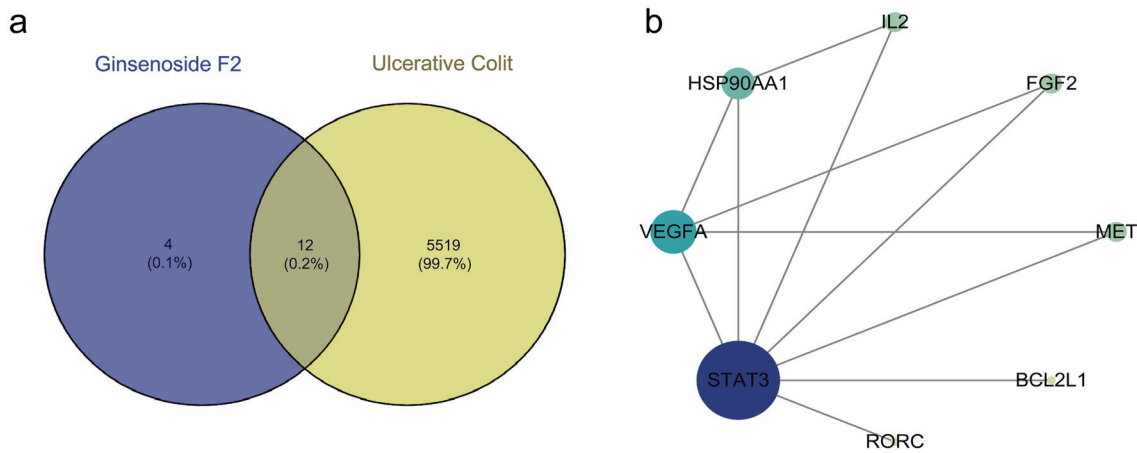 a
Ginsenoside F2
Ulcerative Colit
4
(0.1%)
12
(0.2%)
5519
(99.7%)
b
IL2
HSP90AA1
FGF2
VEGFA
MET
STAT3
BCL2L1
RORC